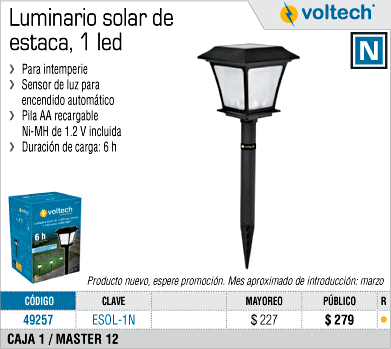 Luminario solar de
estaca, 1 led
voltech®
N
› Para intemperie
› Sensor de luz para
encendido automático
› Pila AA recargable
Ni-MH de 1.2 V incluida
› Duración de carga: 6 h
voltech
6 h
Producto nuevo, espere promoción. Mes aproximado de introducción: marzo
CÓDIGO CLAVE MAYOREO PÚBLICO R
49257 ESOL-1N $ 227 $ 279
CAJA 1 / MASTER 12